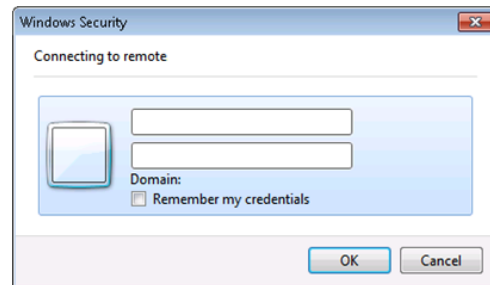 Windows Security
Connecting to remote
Domain:
Remember my credentials
OK
Cancel